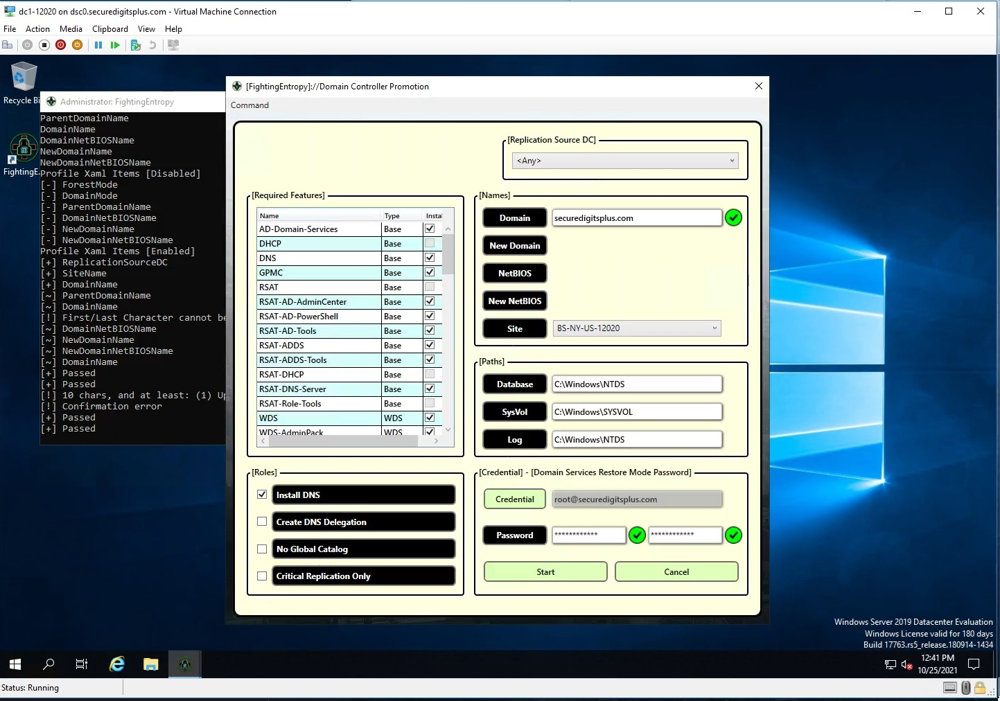 dc1-12020 on dsc0.securedigitsplus.com - Virtual Machine Connection
File Action Media Clipboard View Help
Recycle Bi
FightingE
Administrator: FightingEntropy
ParentDomainName
DomainName
DomainNetBIOSName
NewDomainName
NewDomainNetBIOSName
Profile Xaml Items [Disabled]
[-] ForestMode
[-] DomainMode
[-] ParentDomainName
[-] DomainNetBIOSName
[-] NewDomainName
[-] NewDomainNetBIOSName
Profile Xaml Items [Enabled]
[+] ReplicationSourceDC
[+] SiteName
[+] DomainName
[~] ParentDomainName
[~] DomainName
[!] First/Last Character cannot be
[~] DomainNetBIOSName
[~] NewDomainName
[~] NewDomainNetBIOSName
[~] DomainName
[+] Passed
[+] Passed
[!] 10 chars, and at least: (1) Up
[!] Confirmation error
[+] Passed
[+] Passed
[FightingEntropy]://Domain Controller Promotion
Command
[Replication Source DC]
<Any>
[Required Features]
Name Type Instal
AD-Domain-Services Base
DHCP Base
DNS Base
GPMC Base
RSAT Base
RSAT-AD-AdminCenter Base
RSAT-AD-PowerShell Base
RSAT-AD-Tools Base
RSAT-ADDS Base
RSAT-ADDS-Tools Base
RSAT-DHCP Base
RSAT-DNS-Server Base
RSAT-Role-Tools Base
WDS WDS
WDS-AdminPack WDS
[Names]
Domain securedigitsplus.com
New Domain
NetBIOS
New NetBIOS
Site BS-NY-US-12020
[Paths]
Database C:\Windows\NTDS
SysVol C:\Windows\SYSVOL
Log C:\Windows\NTDS
[Roles]
Install DNS
Create DNS Delegation
No Global Catalog
Critical Replication Only
[Credential] - [Domain Services Restore Mode Password]
Credential root@securedigitsplus.com
Password ************ ************
Start Cancel
Windows Server 2019 Datacenter Evaluation
Windows License valid for 180 days
Build 17763.rs5_release.180914-1434
12:41 PM
10/25/2021
Status: Running